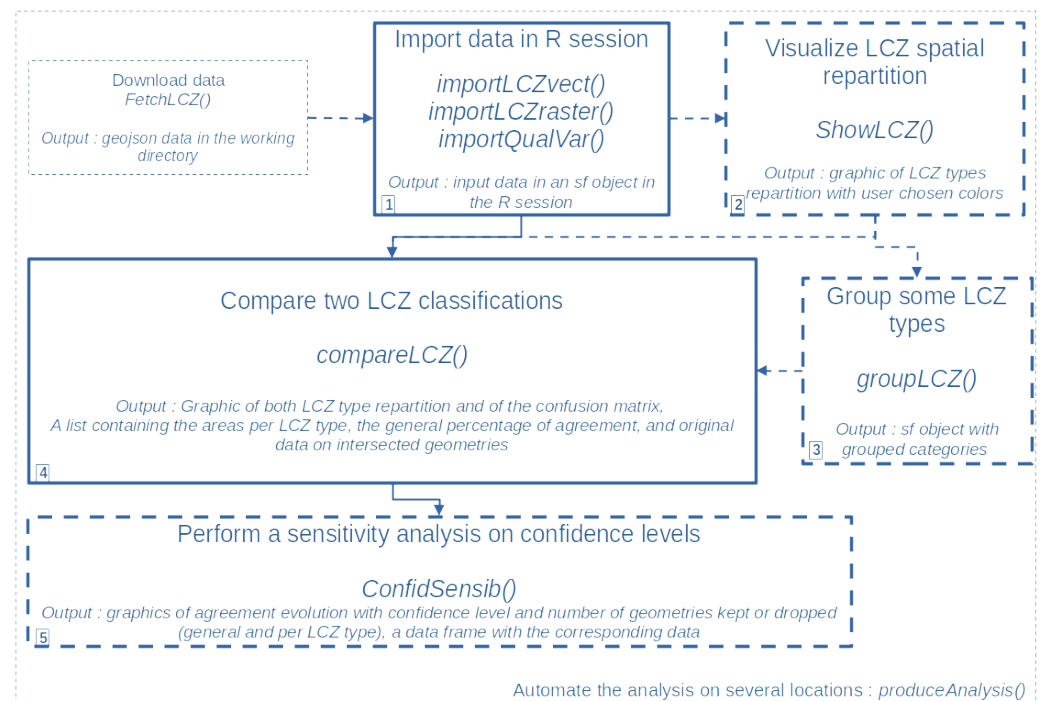 Download data
FetchLCZ()
Output : geojson data in the working
directory
Import data in R session
importLCZvect()
importLCZraster()
importQualVar()
Output : input data in an sf object in
the R session
1
Visualize LCZ spatial
repartition
ShowLCZ()
Output : graphic of LCZ types
repartition with user chosen colors
2
Group some LCZ
types
groupLCZ()
Output : sf object with
grouped categories
3
Compare two LCZ classifications
compareLCZ()
Output : Graphic of both LCZ type repartition and of the confusion matrix,
A list containing the areas per LCZ type, the general percentage of agreement, and original
data on intersected geometries
4
Perform a sensitivity analysis on confidence levels
ConfidSensib()
Output : graphics of agreement evolution with confidence level and number of geometries kept or dropped
(general and per LCZ type), a data frame with the corresponding data
5
Automate the analysis on several locations : produceAnalysis()